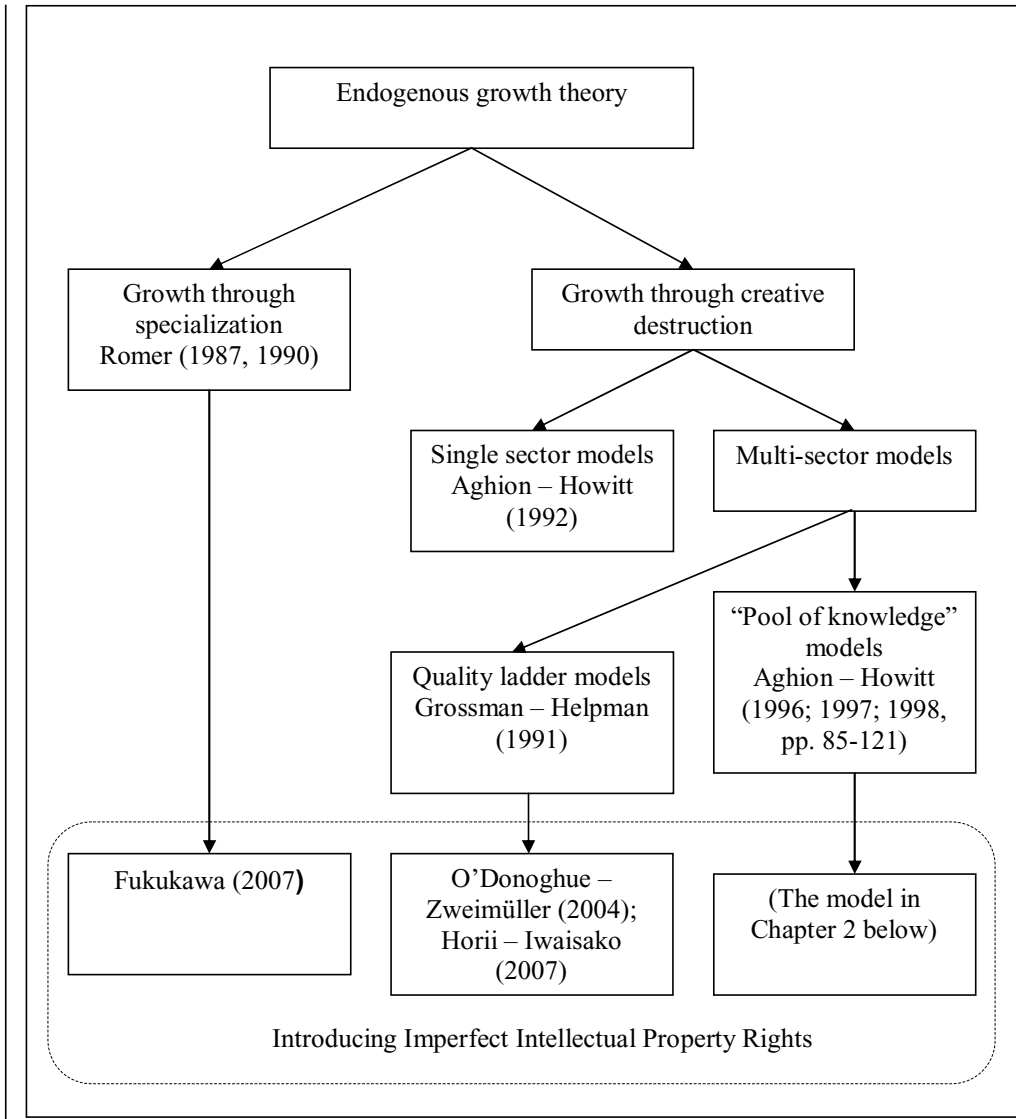 Endogenous growth theory
Growth through
specialization
Romer (1987, 1990)
Growth through creative
destruction
Single sector models
Aghion – Howitt
(1992)
Multi-sector models
Quality ladder models
Grossman – Helpman
(1991)
“Pool of knowledge”
models
Aghion – Howitt
(1996; 1997; 1998,
pp. 85-121)
Fukukawa (2007)
O’Donoghue –
Zweimüller (2004);
Horii – Iwaisako
(2007)
(The model in
Chapter 2 below)
Introducing Imperfect Intellectual Property Rights